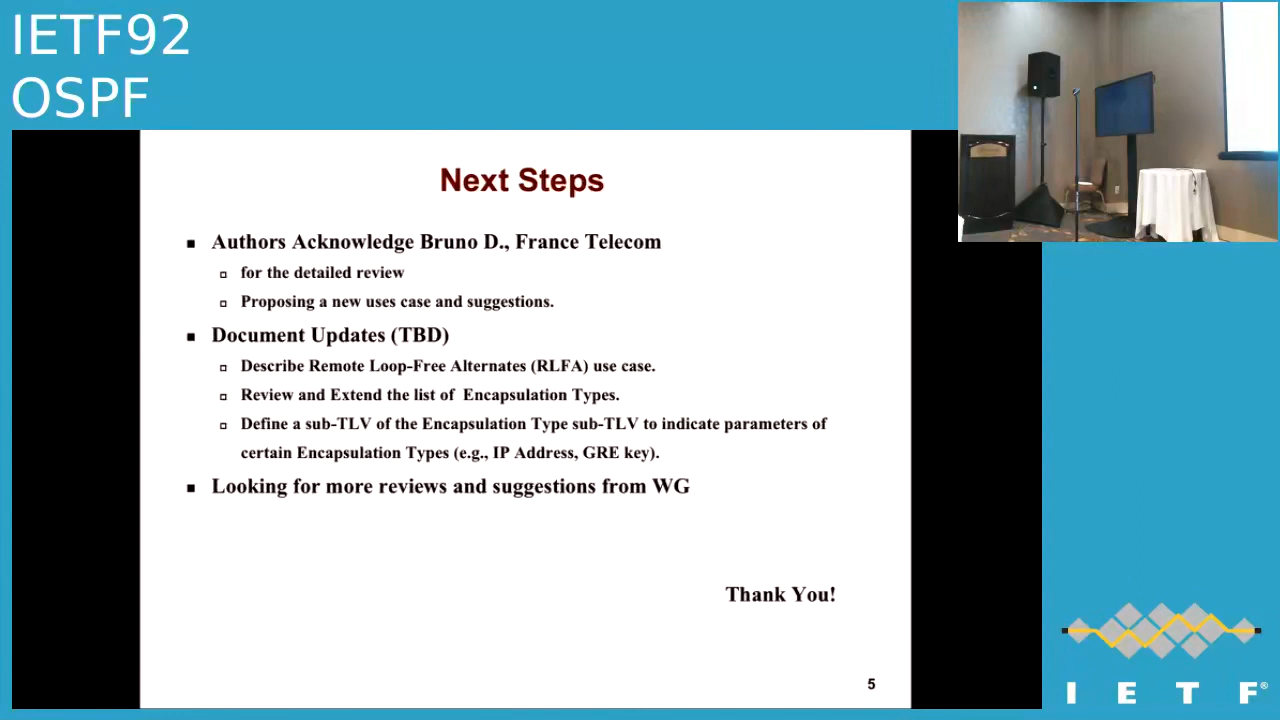 IETF92
OSPF
Next Steps
Authors Acknowledge Bruno D., France Telecom
for the detailed review
Proposing a new uses case and suggestions.
Document Updates (TBD)
Describe Remote Loop-Free Alternates (RLFA) use case.
Review and Extend the list of Encapsulation Types.
Define a sub-TLV of the Encapsulation Type sub-TLV to indicate parameters of
certain Encapsulation Types (e.g., IP Address, GRE key).
Looking for more reviews and suggestions from WG
Thank You!
5
I E T F®